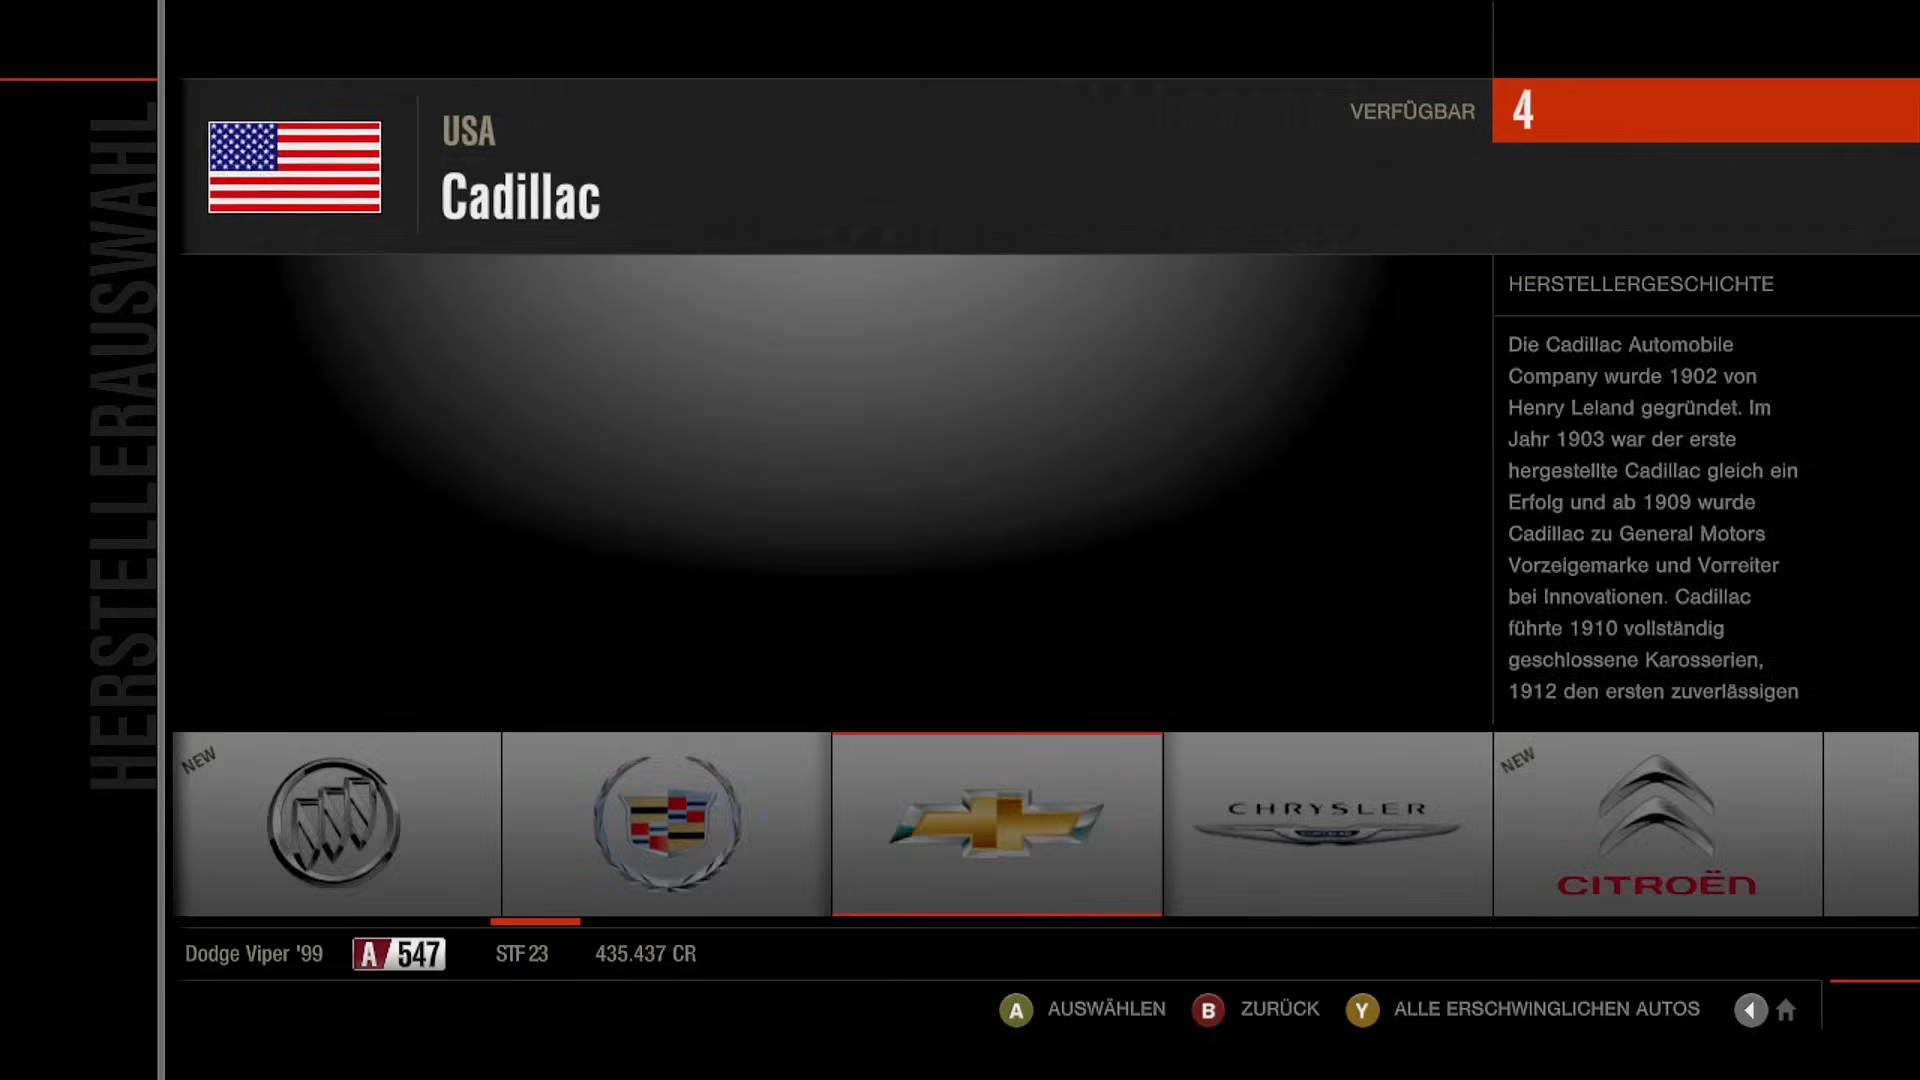 HERSTELLERAUSWAHL
USA
Cadillac
VERFÜGBAR
4
HERSTELLERGESCHICHTE
Die Cadillac Automobile
Company wurde 1902 von
Henry Leland gegründet. Im
Jahr 1903 war der erste
hergestellte Cadillac gleich ein
Erfolg und ab 1909 wurde
Cadillac zu General Motors
Vorzeigemarke und Vorreiter
bei Innovationen. Cadillac
führte 1910 vollständig
geschlossene Karosserien,
1912 den ersten zuverlässigen
NEW
CHRYSLER
NEW
CITROËN
Dodge Viper '99
A 547
STF 23
435.437 CR
A AUSWÄHLEN
B ZURÜCK
Y ALLE ERSCHWINGLICHEN AUTOS